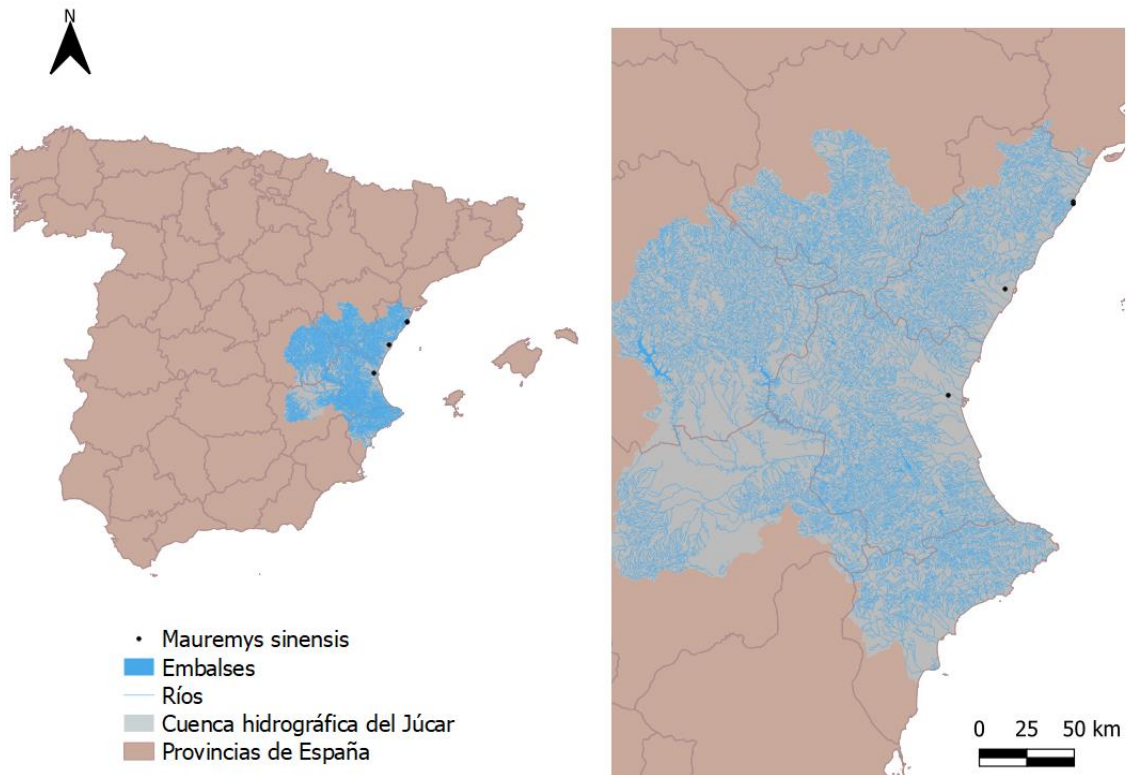 N
Mauremys sinensis
Embalses
Ríos
Cuenca hidrográfica del Júcar
Provincias de España
0 25 50 km